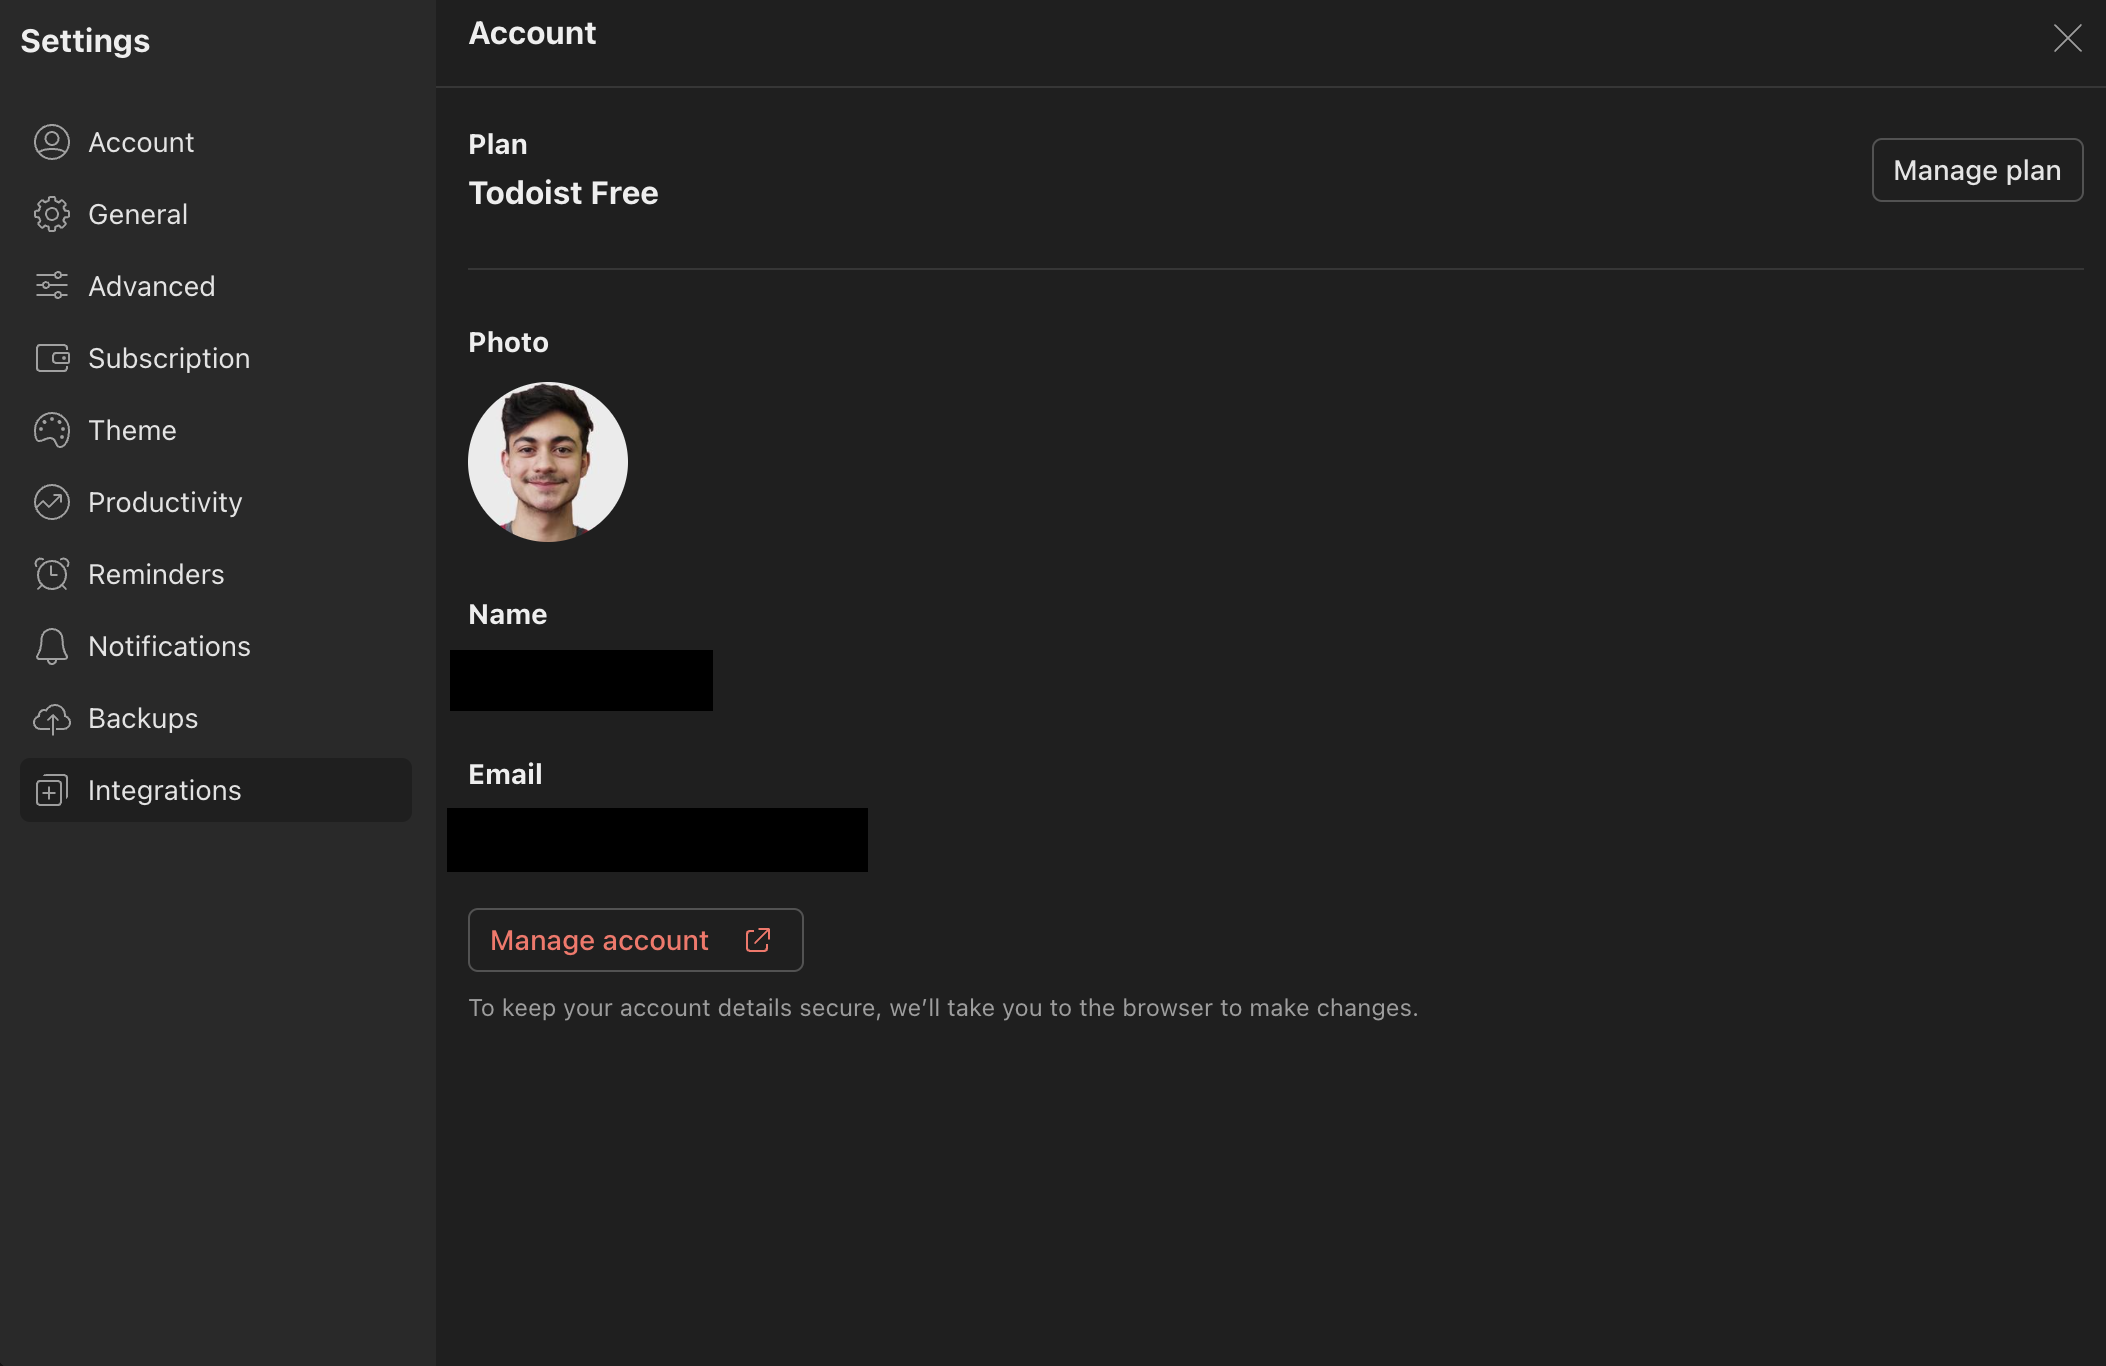 Settings
Account
General
Advanced
Subscription
Theme
Productivity
Reminders
Notifications
Backups
Integrations
Account
Plan
Todoist Free
Manage plan
Photo
Name
Email
Manage account
To keep your account details secure, we’ll take you to the browser to make changes.